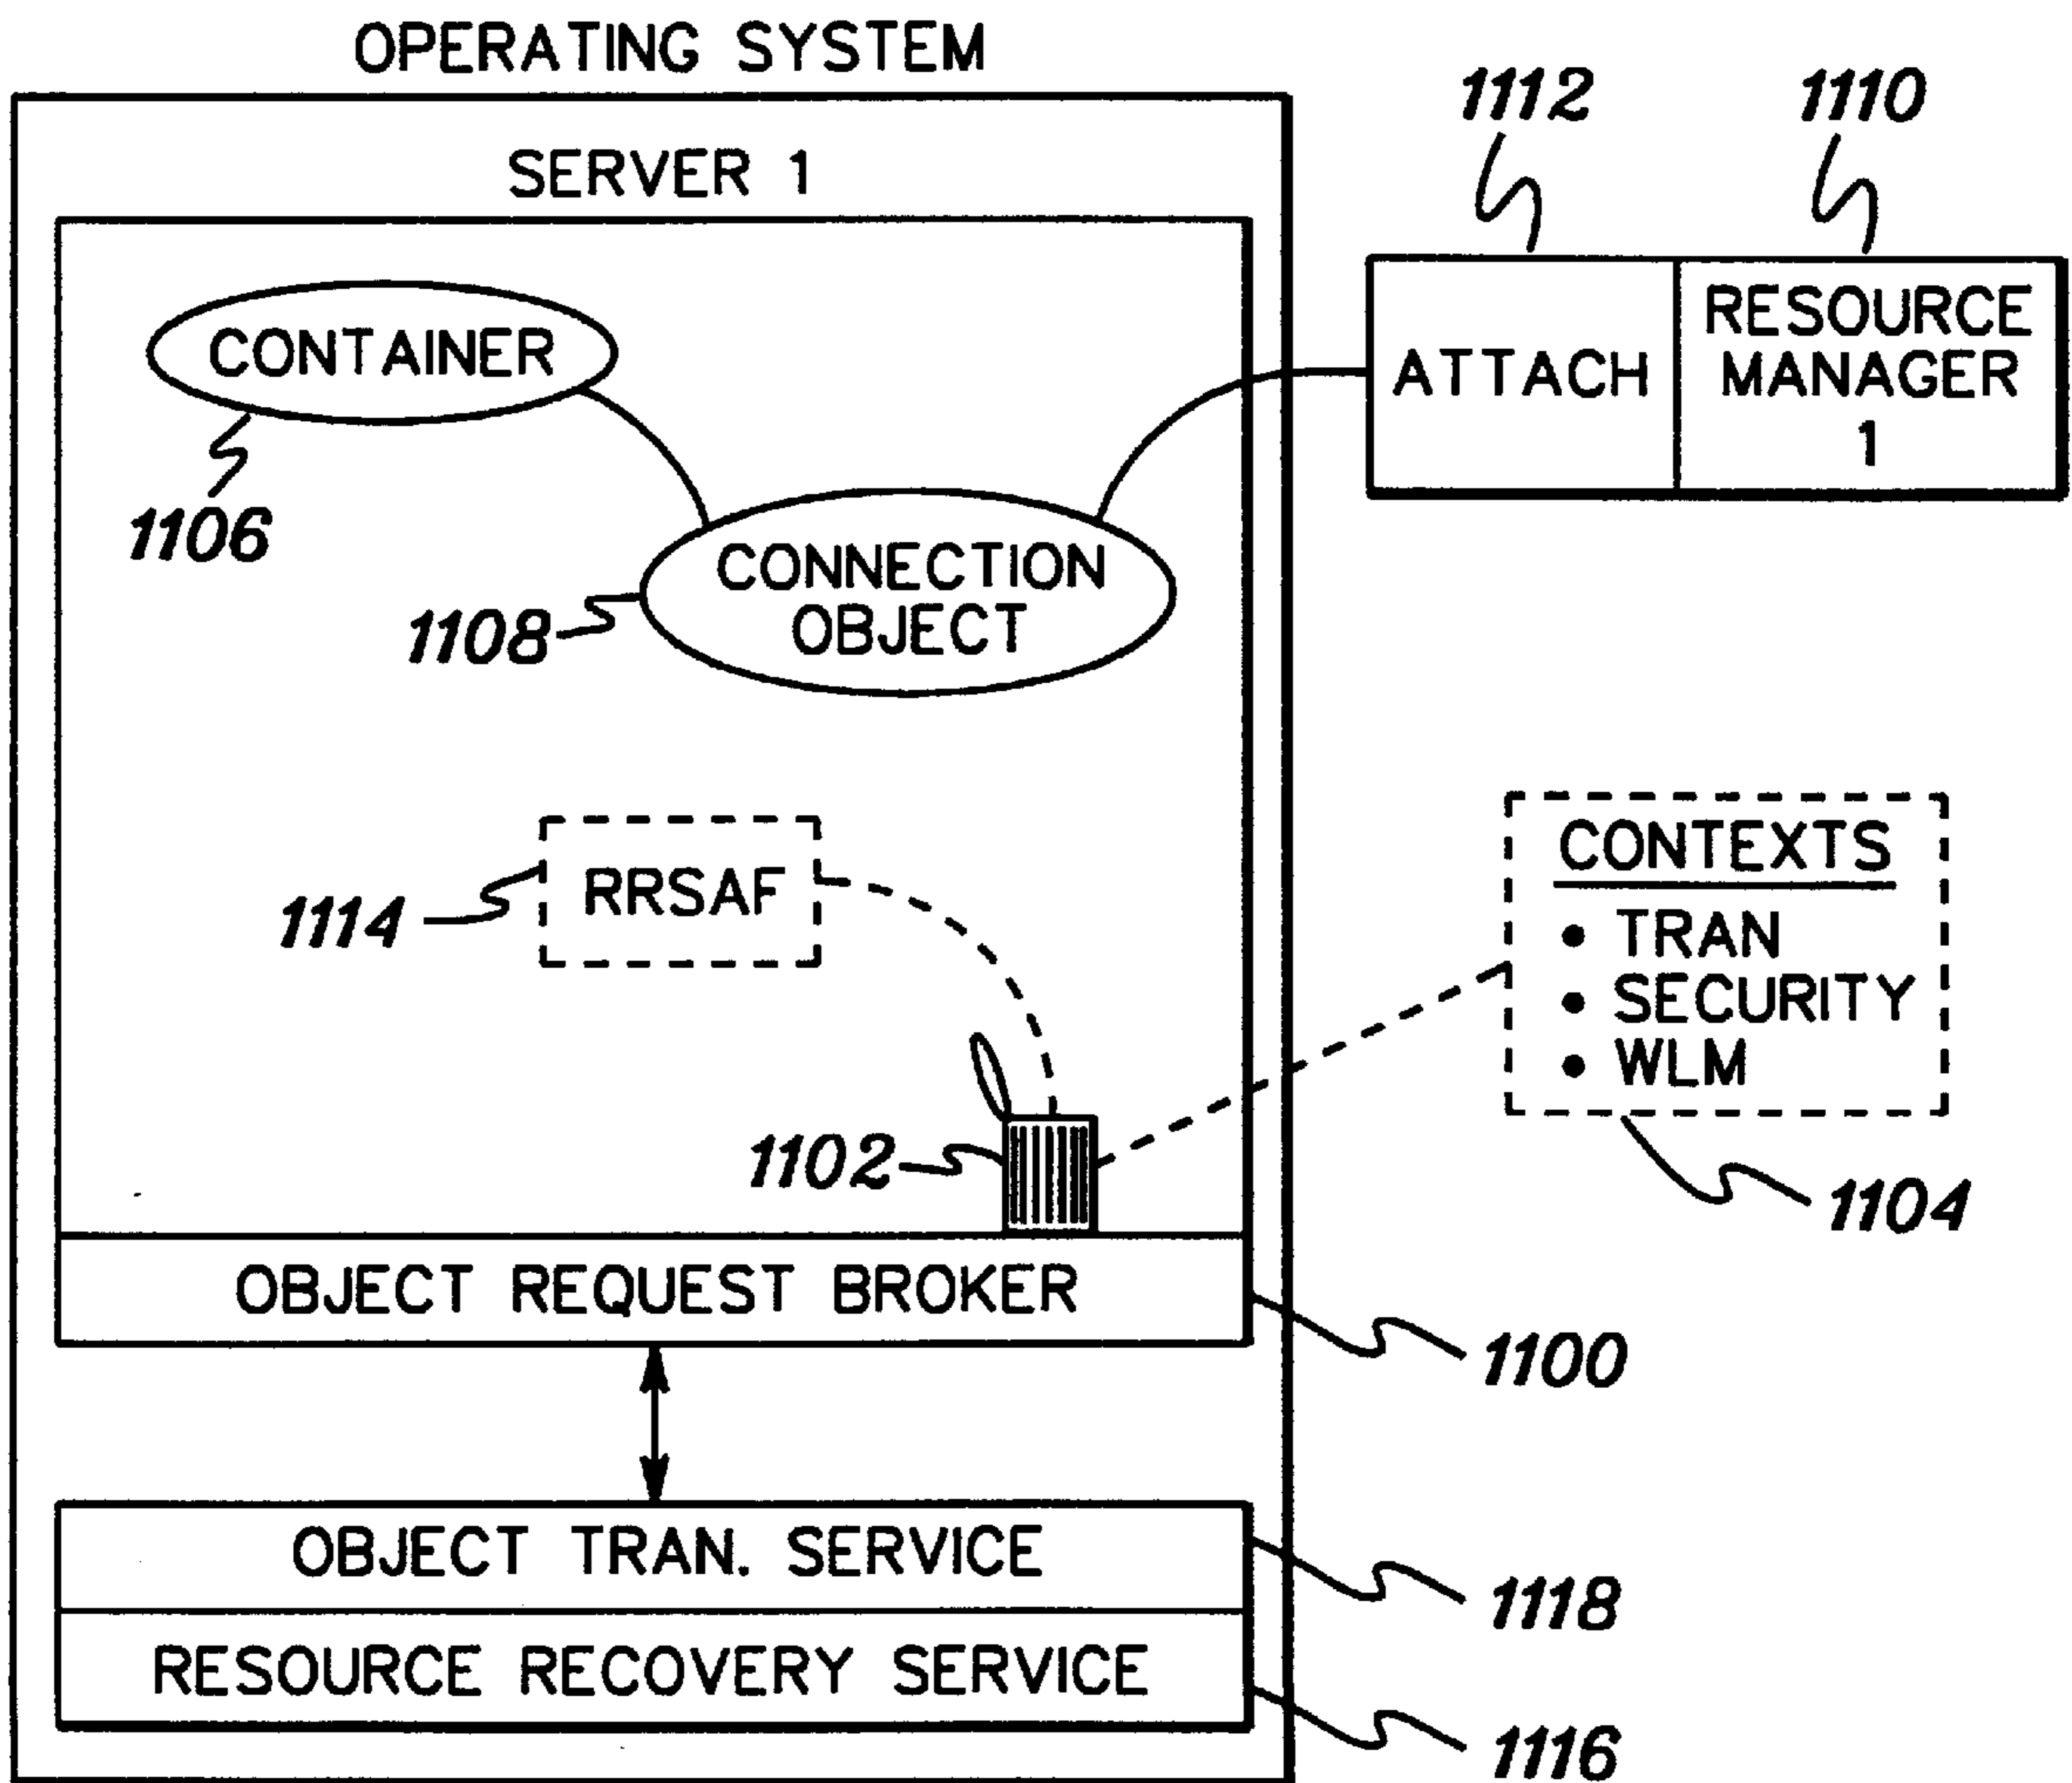 OPERATING SYSTEM
1112
1110
SERVER 1
CONTAINER
1106
ATTACH
RESOURCE
MANAGER
1
CONNECTION
OBJECT
1108
RRSAF
1114
CONTEXTS
• TRAN
• SECURITY
• WLM
1102
1104
OBJECT REQUEST BROKER
1100
OBJECT TRAN. SERVICE
1118
RESOURCE RECOVERY SERVICE
1116